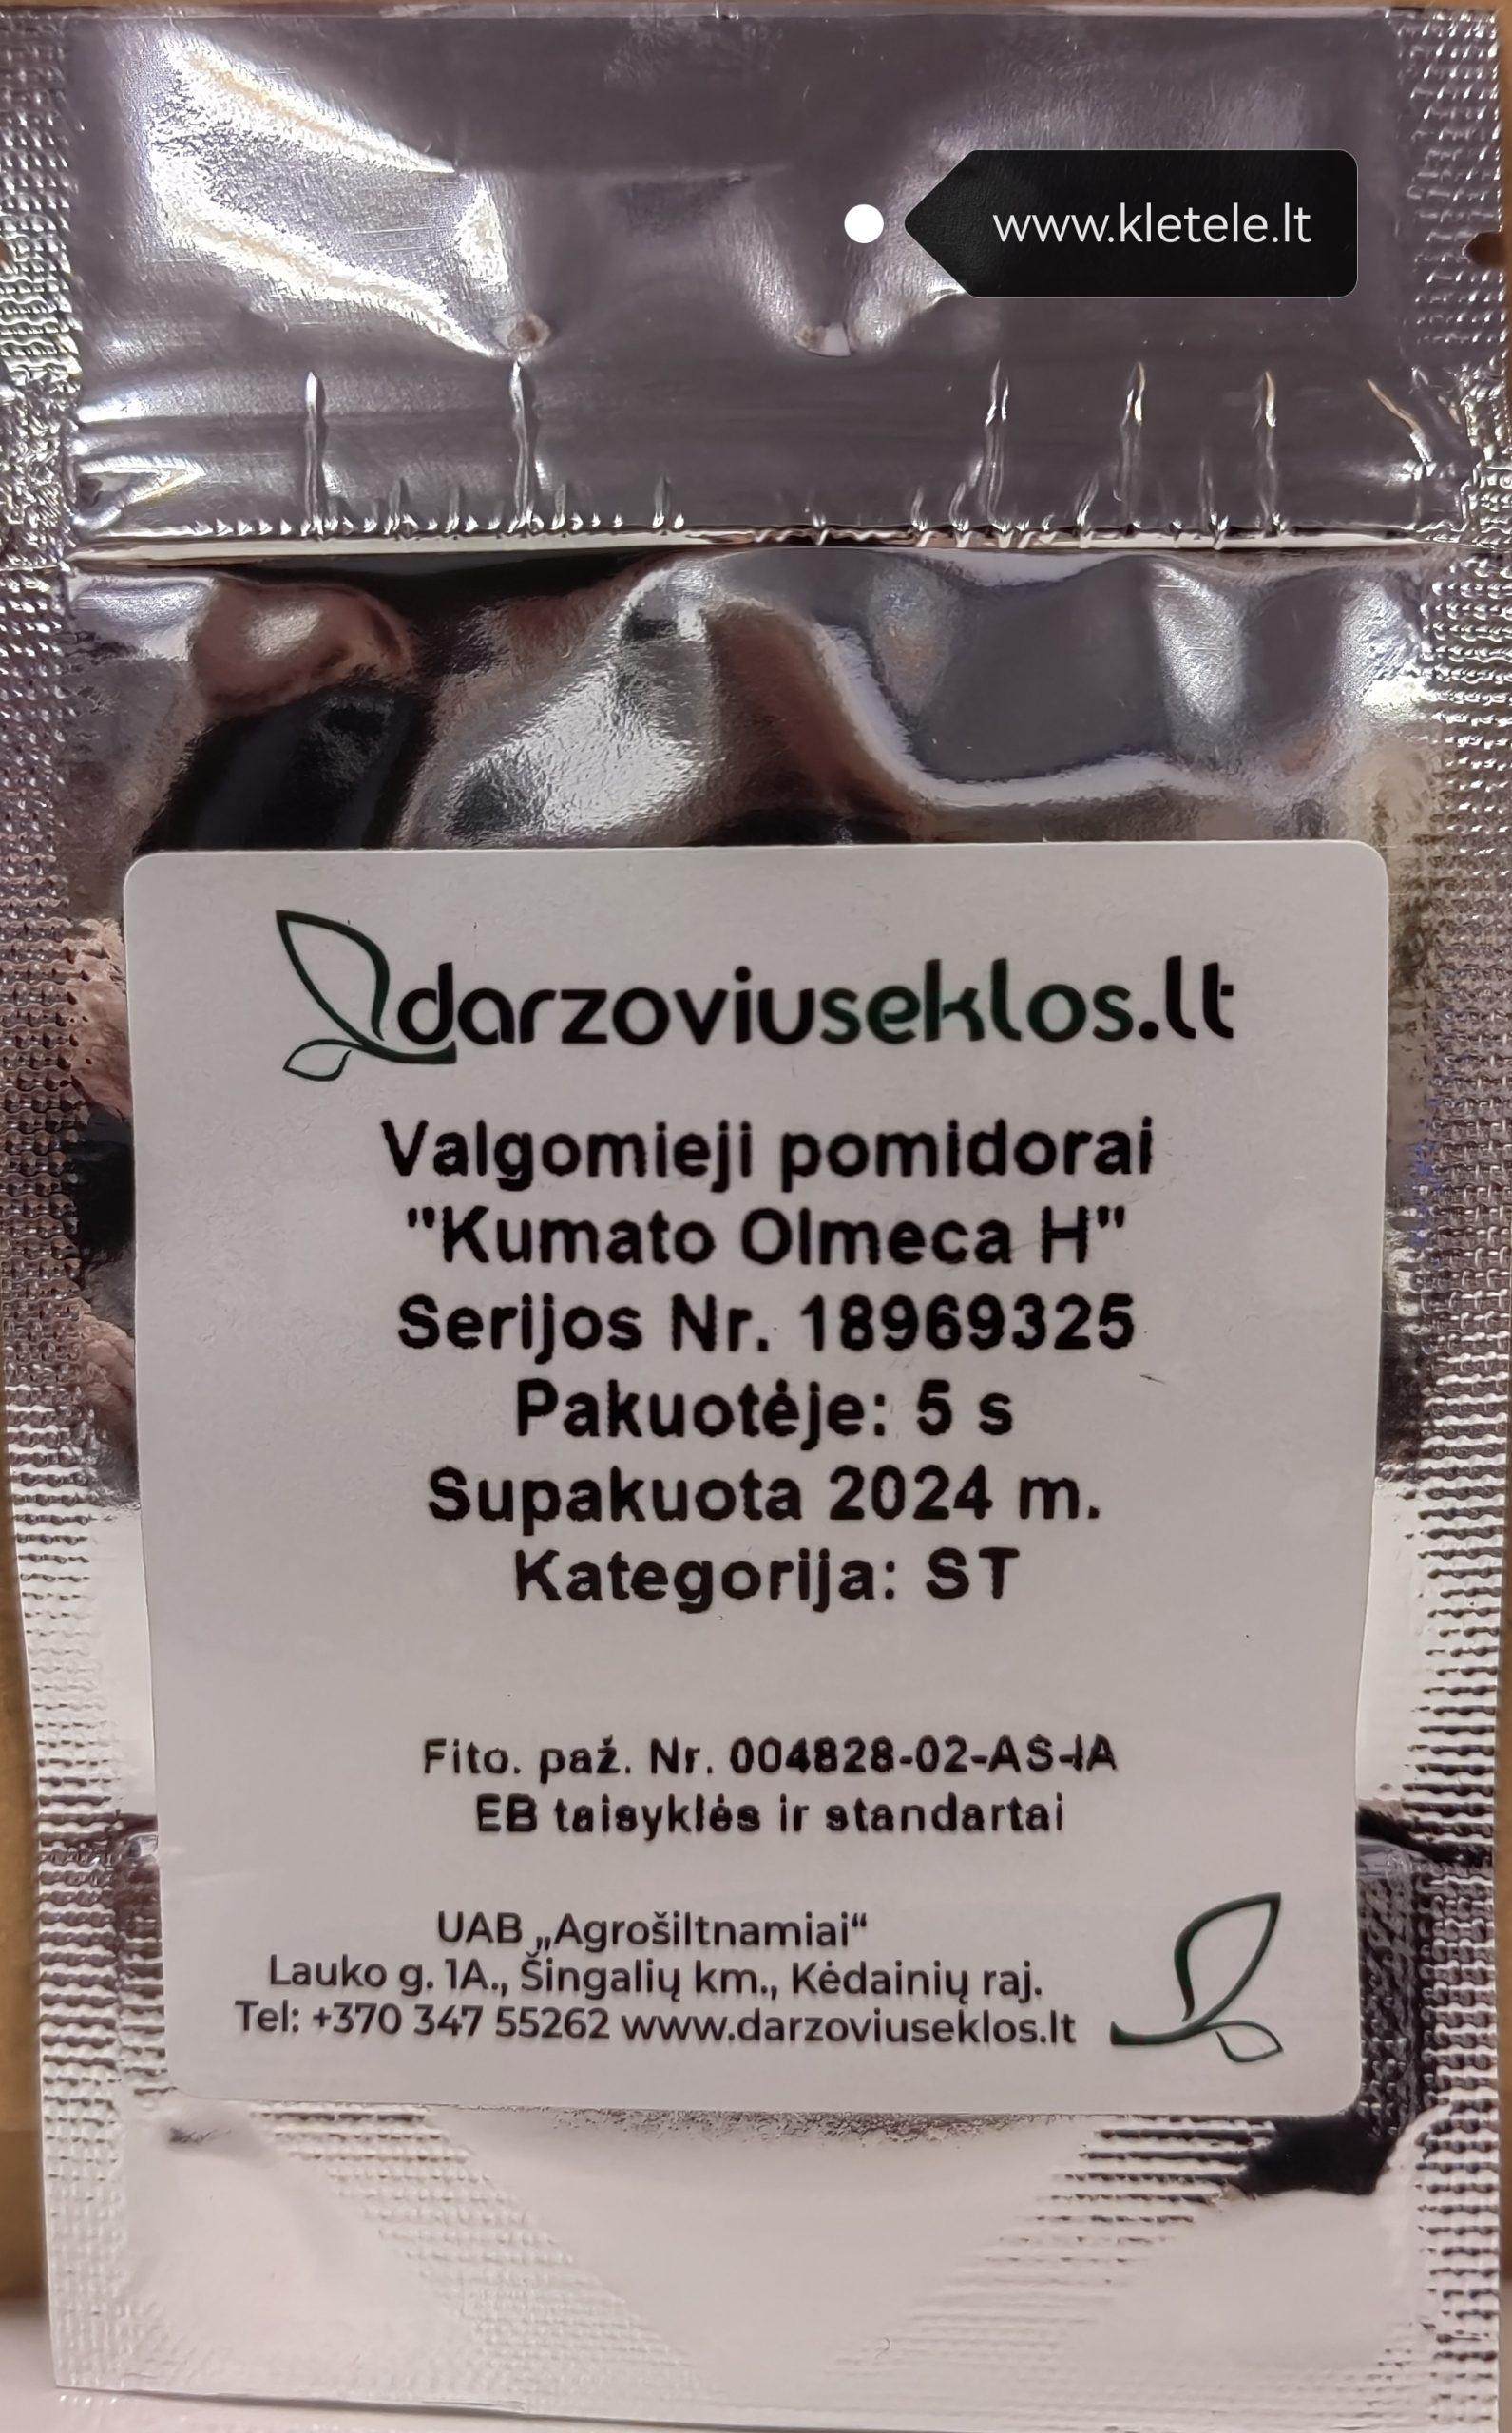 www.kletele.lt
darzoviuseklos.lt
Valgomieji pomidorai
"Kumato Olmeca H"
Serijos Nr. 18969325
Pakuotėje: 5 s
Supakuota 2024 m.
Kategorija: ST
Fito. paž. Nr. 004828-02-AS-IA
EB taisyklės ir standartai
UAB „Agrošiltnamiai“
Lauko g. 1A., Šingalių km., Kėdainių raj.
Tel: +370 347 55262 www.darzoviuseklos.lt